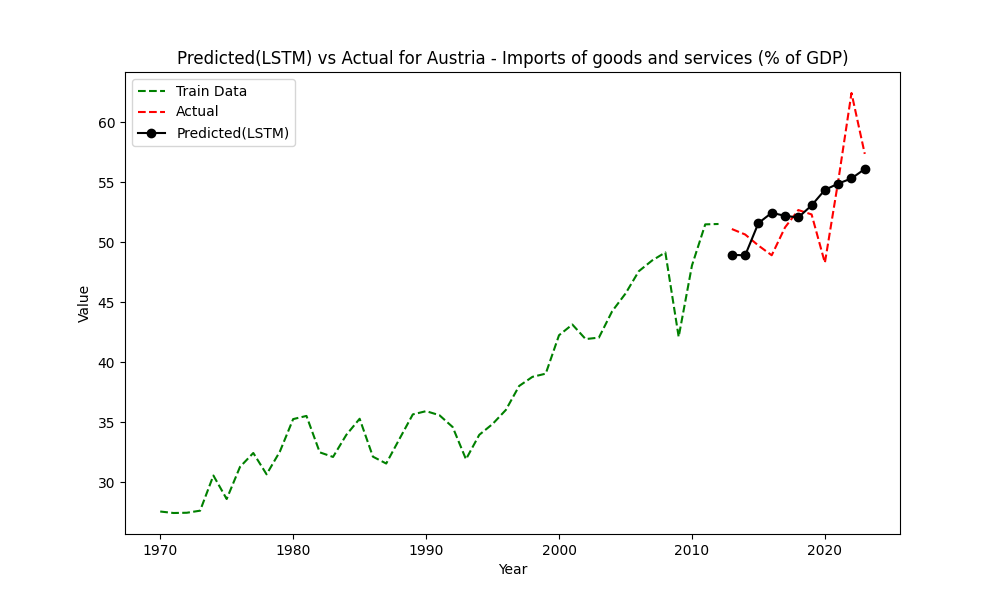 Predicted(LSTM) vs Actual for Austria - Imports of goods and services (% of GDP)
Train Data
Actual
Predicted(LSTM)
Value
60
55
50
45
40
35
30
1970 1980 1990 2000 2010 2020
Year